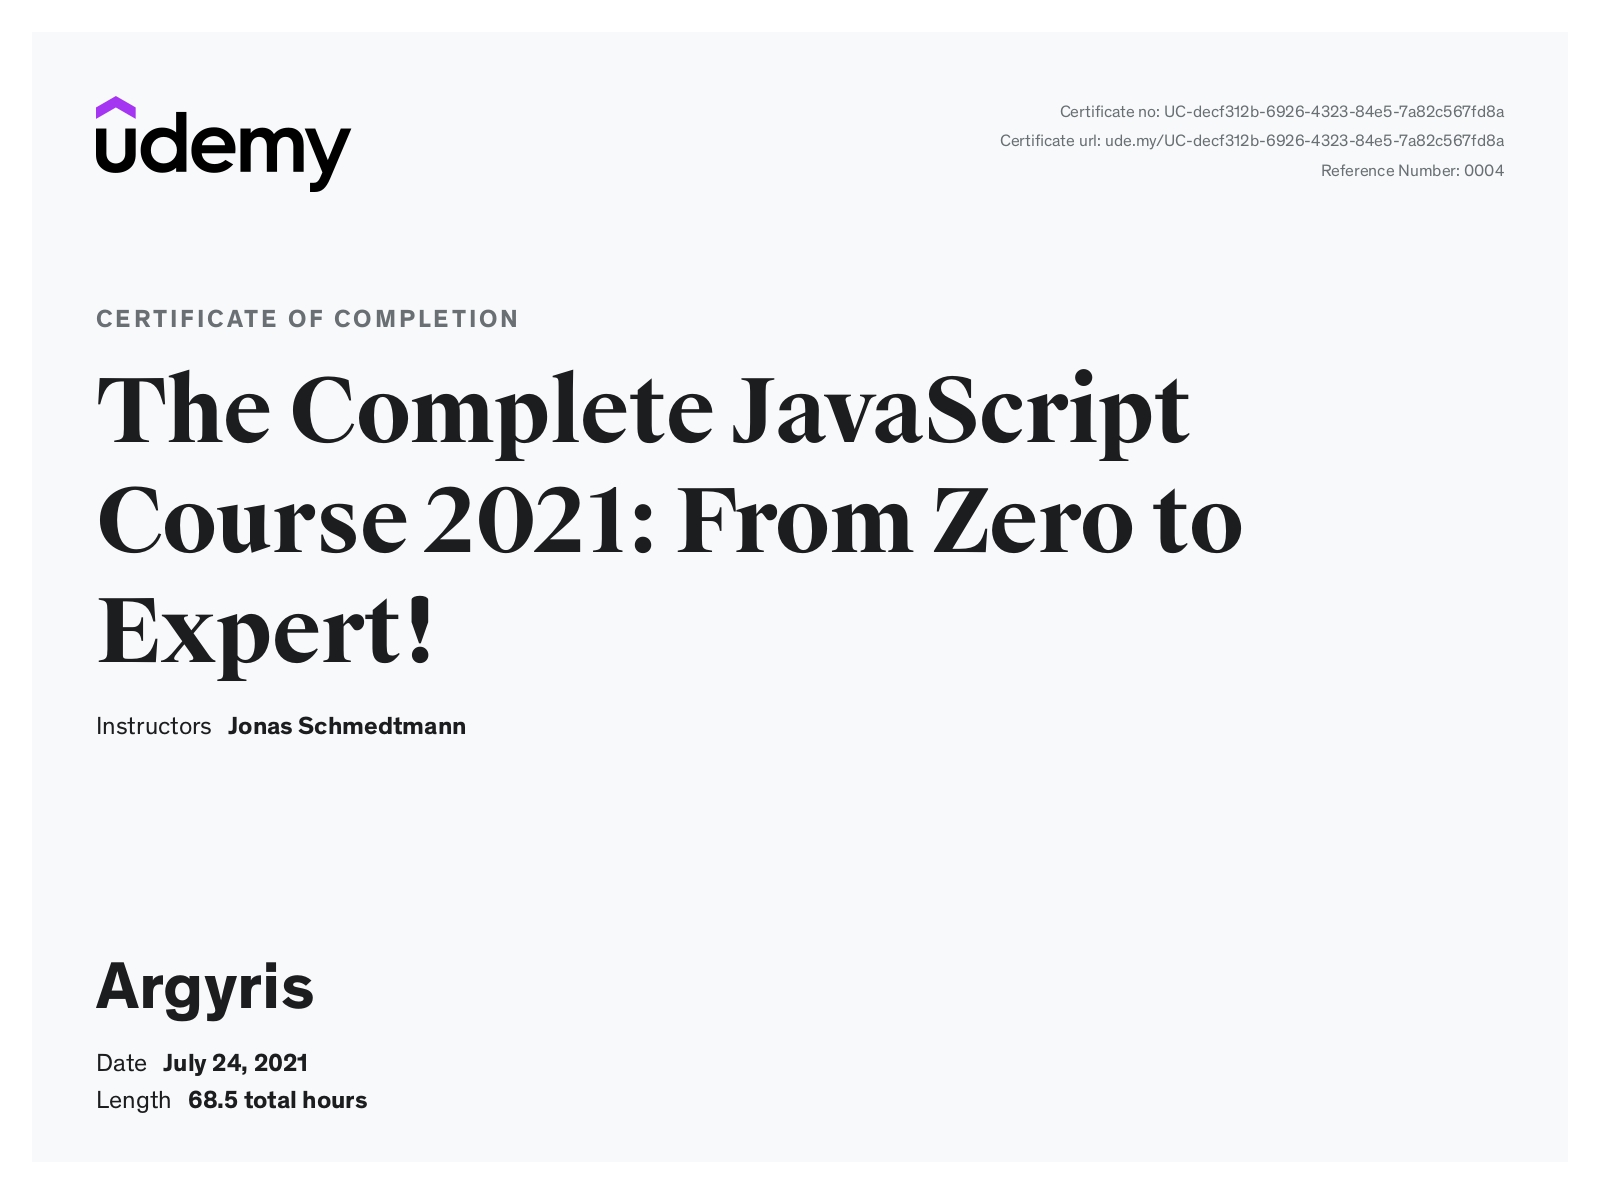 udemy
Certificate no: UC-decf312b-6926-4323-84e5-7a82c567fd8a
Certificate url: ude.my/UC-decf312b-6926-4323-84e5-7a82c567fd8a
Reference Number: 0004
CERTIFICATE OF COMPLETION
The Complete JavaScript
Course 2021: From Zero to
Expert!
Instructors Jonas Schmedtmann
Argyris
Date July 24, 2021
Length 68.5 total hours